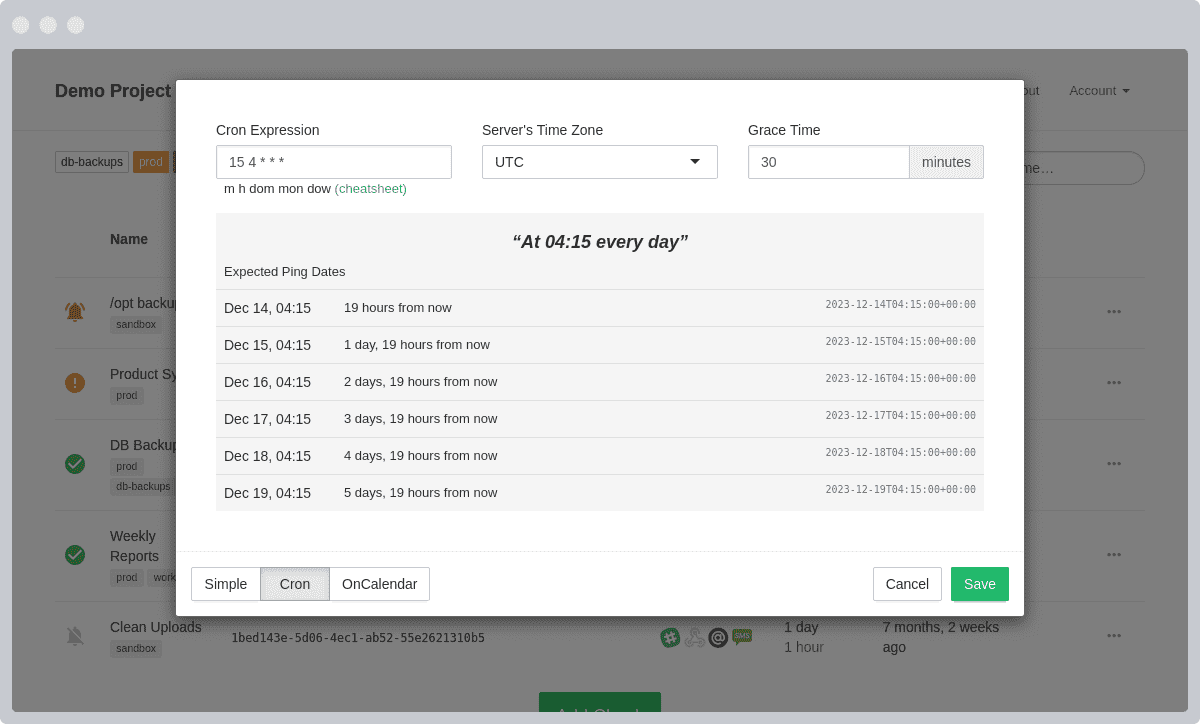 Demo Project
Account
db-backups prod
Name
Cron Expression
15 4 * * *
m h dom mon dow (cheatsheet)
Server's Time Zone
UTC
Grace Time
30 minutes
“At 04:15 every day”
Expected Ping Dates
Dec 14, 04:15 19 hours from now 2023-12-14T04:15:00+00:00
Dec 15, 04:15 1 day, 19 hours from now 2023-12-15T04:15:00+00:00
Dec 16, 04:15 2 days, 19 hours from now 2023-12-16T04:15:00+00:00
Dec 17, 04:15 3 days, 19 hours from now 2023-12-17T04:15:00+00:00
Dec 18, 04:15 4 days, 19 hours from now 2023-12-18T04:15:00+00:00
Dec 19, 04:15 5 days, 19 hours from now 2023-12-19T04:15:00+00:00
Simple Cron OnCalendar Cancel Save
/opt backup
sandbox
Product Sy
prod
DB Backup
prod
db-backups
Weekly
Reports
prod work
Clean Uploads
sandbox
1bed143e-5d06-4ec1-ab52-55e2621310b5
SMS
1 day
1 hour
7 months, 2 weeks
ago